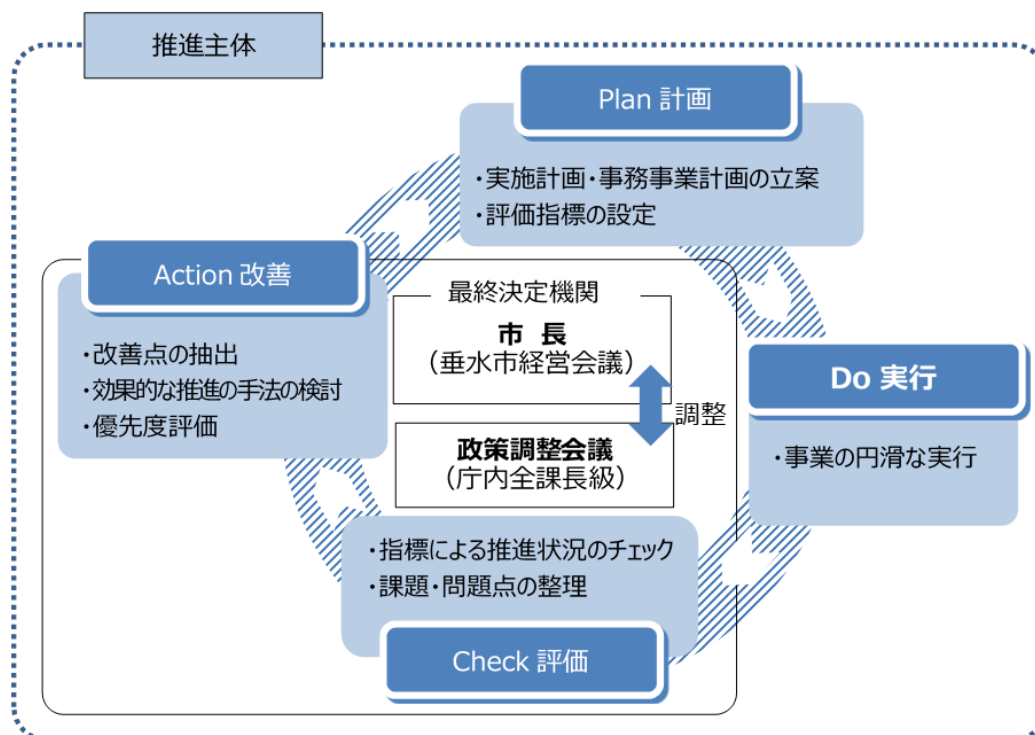 推進主体
Plan 計画
・実施計画・事務事業計画の立案
・評価指標の設定
Action 改善
・改善点の抽出
・効果的な推進の手法の検討
・優先度評価
最終決定機関
市 長
（垂水市経営会議）
調整
政策調整会議
（庁内全課長級）
Do 実行
・事業の円滑な実行
・指標による推進状況のチェック
・課題・問題点の整理
Check 評価